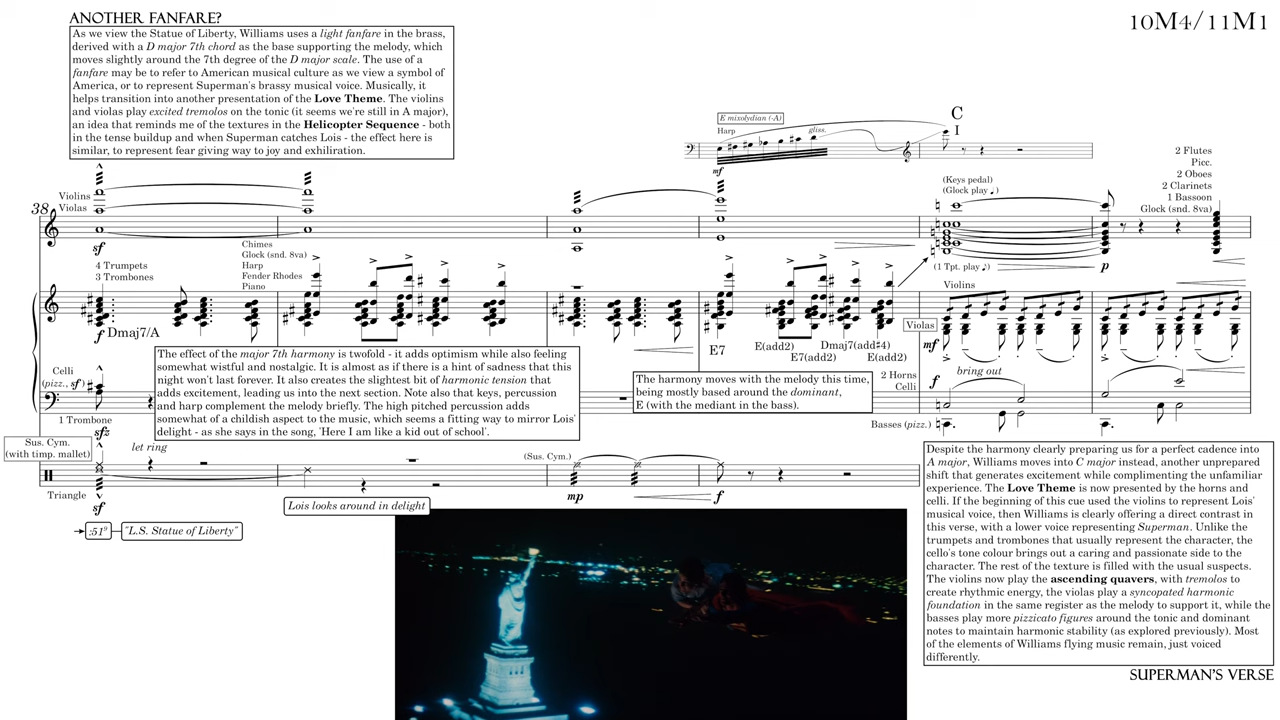 ANOTHER FANFARE?
10M4/11M1
As we view the Statue of Liberty, Williams uses a light fanfare in the brass,
derived with a D major 7th chord as the base supporting the melody, which
moves slightly around the 7th degree of the D major scale. The use of a
fanfare may be to refer to American musical culture as we view a symbol of
America, or to represent Superman's brassy musical voice. Musically, it
helps transition into another presentation of the Love Theme. The violins
and violas play excited tremolos on the tonic (it seems we're still in A major),
an idea that reminds me of the textures in the Helicopter Sequence - both
in the tense buildup and when Superman catches Lois - the effect here is
similar, to represent fear giving way to joy and exhiliration.
E mixolydian (-A)
Harp
gliss.
mf
C
I
2 Flutes
Picc.
2 Oboes
2 Clarinets
1 Bassoon
Glock (snd. 8va)
(Keys pedal)
(Glock play ♩)
Violins
Violas
38
sf
(1 Tpt. play ♪)
p
Chimes
Glock (snd. 8va)
Harp
Fender Rhodes
Piano
4 Trumpets
3 Trombones
f Dmaj7/A
E7
E(add2)
E7(add2)
Dmaj7(add♯4)
E(add2)
Violins
Violas
mf
The effect of the major 7th harmony is twofold - it adds optimism while also feeling
somewhat wistful and nostalgic. It is almost as if there is a hint of sadness that this
night won't last forever. It also creates the slightest bit of harmonic tension that
adds excitement, leading us into the next section. Note also that keys, percussion
and harp complement the melody briefly. The high pitched percussion adds
somewhat of a childish aspect to the music, which seems a fitting way to mirror Lois'
delight - as she says in the song, 'Here I am like a kid out of school'.
The harmony moves with the melody this time,
being mostly based around the dominant,
E (with the mediant in the bass).
Celli
(pizz., sf)
1 Trombone
sfz
2 Horns
Celli
f
bring out
Basses (pizz.)
Sus. Cym.
(with timp. mallet)
let ring
(Sus. Cym.)
Triangle
sf
mp
f
Lois looks around in delight
:51⁹
"L.S. Statue of Liberty"
Despite the harmony clearly preparing us for a perfect cadence into
A major, Williams moves into C major instead, another unprepared
shift that generates excitement while complimenting the unfamiliar
experience. The Love Theme is now presented by the horns and
celli. If the beginning of this cue used the violins to represent Lois'
musical voice, then Williams is clearly offering a direct contrast in
this verse, with a lower voice representing Superman. Unlike the
trumpets and trombones that usually represent the character, the
cello's tone colour brings out a caring and passionate side to the
character. The rest of the texture is filled with the usual suspects.
The violins now play the ascending quavers, with tremolos to
create rhythmic energy, the violas play a syncopated harmonic
foundation in the same register as the melody to support it, while the
basses play more pizzicato figures around the tonic and dominant
notes to maintain harmonic stability (as explored previously). Most
of the elements of Williams flying music remain, just voiced
differently.
SUPERMAN'S VERSE